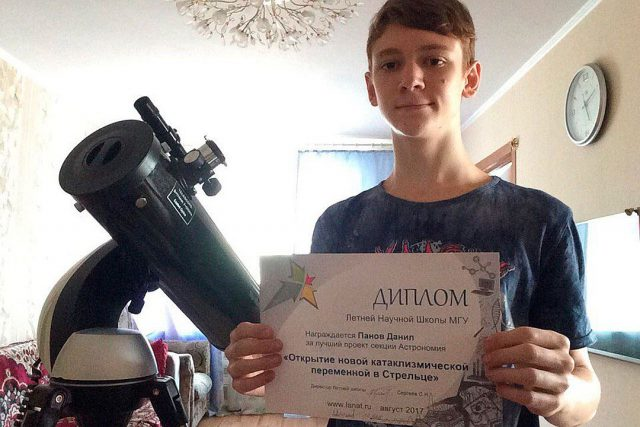 ДИПЛОМ
Летней Научной Школы МГУ
Награждается Панов Данил
за лучший проект секции Астрономия
«Открытие новой катаклизмической
переменной в Стрельце»
Директор Летней школы Сергеев О.И.
www.lsnat.ru август 2017